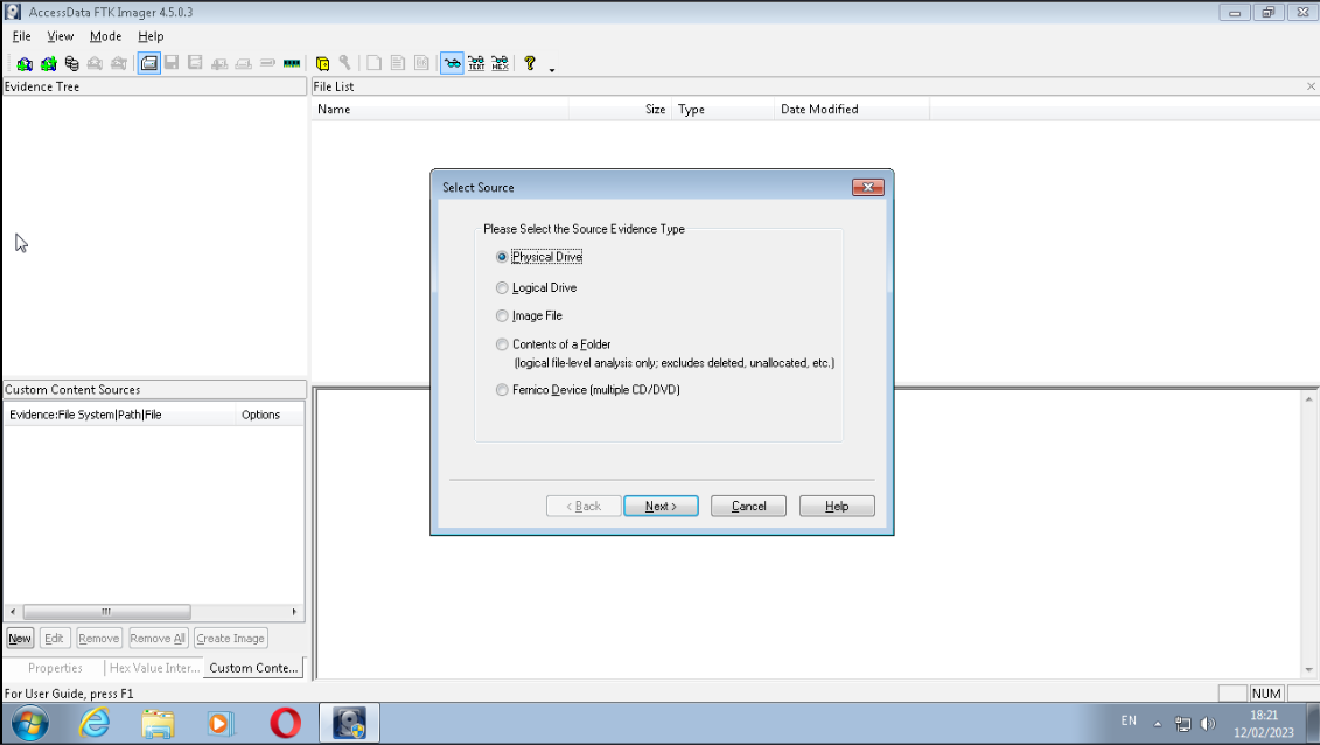 AccessData FTK Imager 4.5.0.3
File View Mode Help
TEXT HEX
Evidence Tree
File List
Name Size Type Date Modified
Select Source
Please Select the Source Evidence Type
Physical Drive
Logical Drive
Image File
Contents of a Folder
(logical file-level analysis only; excludes deleted, unallocated, etc.)
Fernico Device (multiple CD/DVD)
< Back Next > Cancel Help
Custom Content Sources
Evidence:File System|Path|File Options
New Edit Remove Remove All Create Image
Properties Hex Value Inter... Custom Conte...
For User Guide, press F1
NUM
EN
18:21
12/02/2023